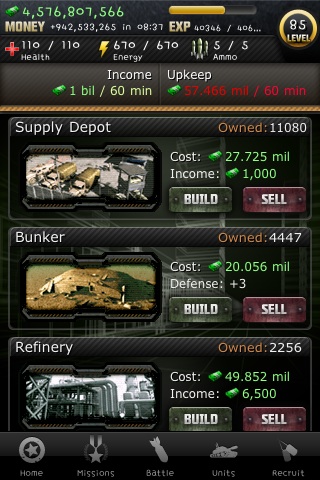 4,576,807,566
MONEY +942,533,265 in 08:37 EXP 40346 / 406...
85
LEVEL
110 / 110
Health
670 / 670
Energy
5 / 5
Ammo
Income
1 bil / 60 min
Upkeep
57.466 mil / 60 min
Supply Depot Owned:11080
Cost: 27.725 mil
Income: 1,000
BUILD SELL
Bunker Owned:4447
Cost: 20.056 mil
Defense: +3
BUILD SELL
Refinery Owned:2256
Cost: 49.852 mil
Income: 6,500
BUILD SELL
Home Missions Battle Units Recruit